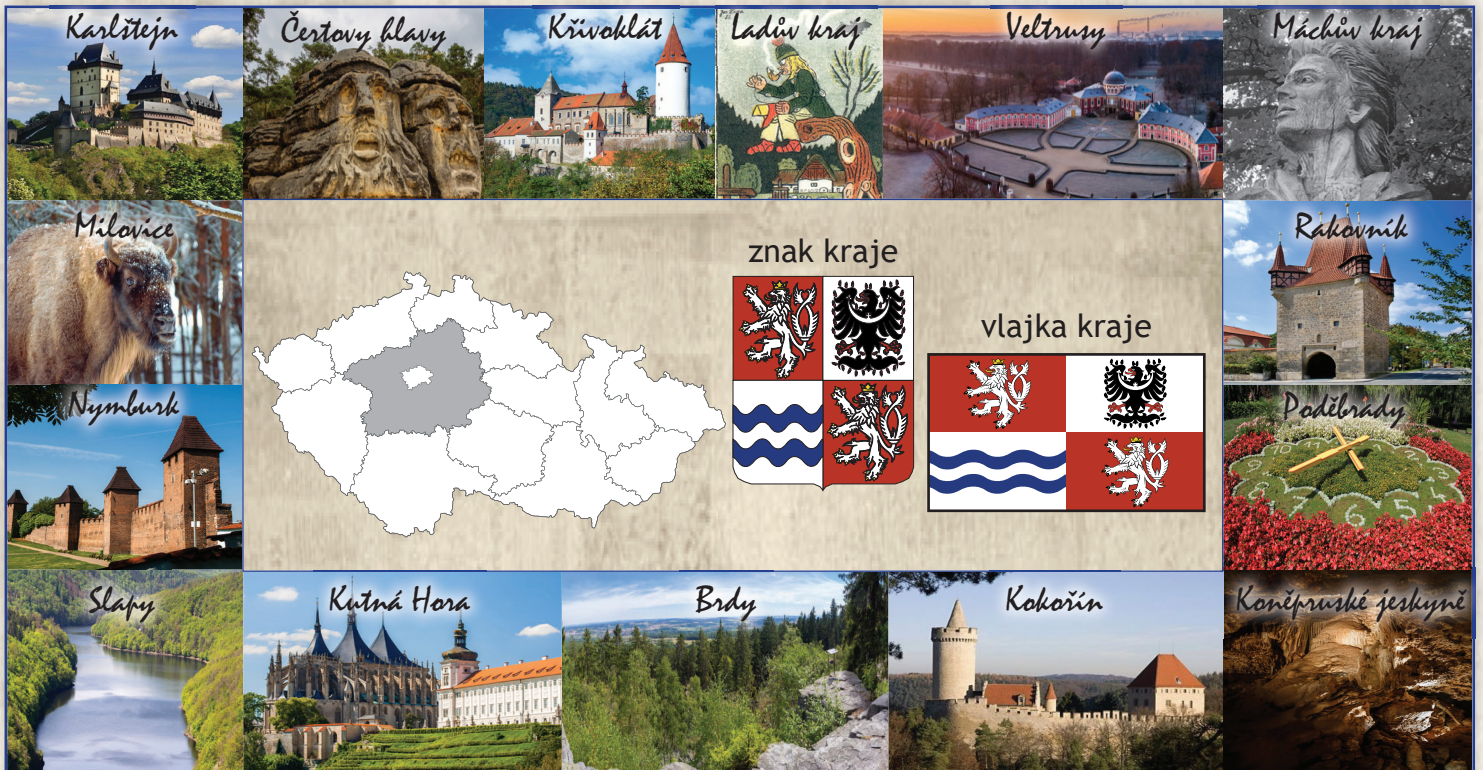 Karlštejn
Čertovy hlavy
Křivoklát
Ladův kraj
Veltrusy
Máchův kraj
Milovice
znak kraje
vlajka kraje
Rakovník
Nymburk
Poděbrady
Slapy
Kutná Hora
Brdy
Kokořín
Koněpruské jeskyně